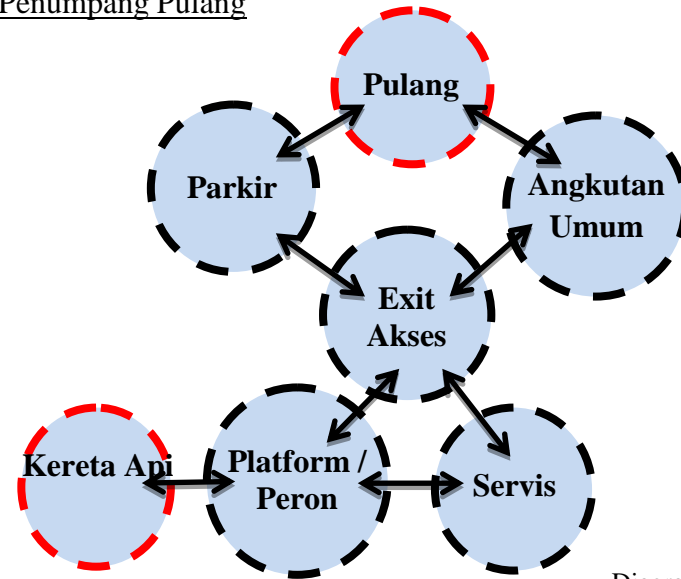 Penumpang Pulang
Pulang
Parkir
Angkutan
Umum
Exit
Akses
Kereta Api
Platform /
Peron
Servis